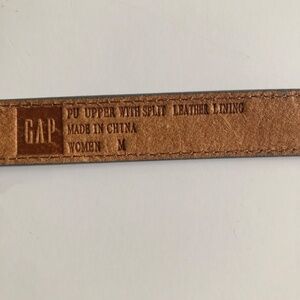 GAP
PU UPPER WITH SPLIT LEATHER LINING
MADE IN CHINA
WOMEN M